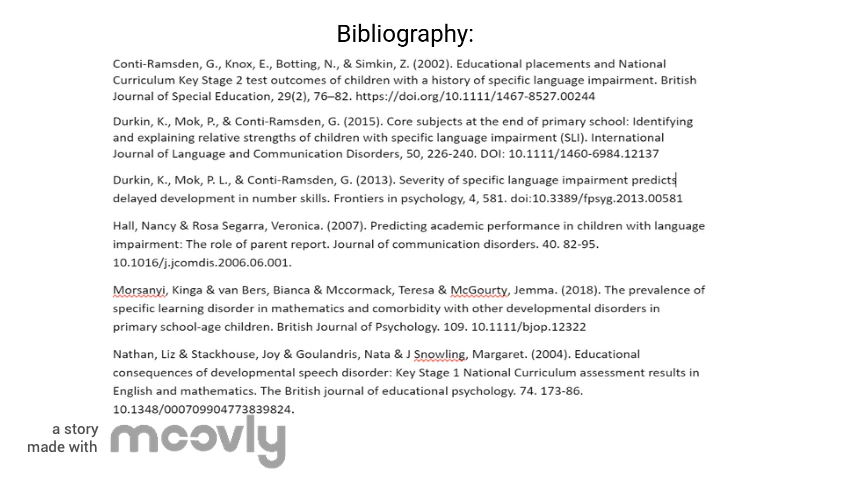 Bibliography:
Conti-Ramsden, G., Knox, E., Botting, N., & Simkin, Z. (2002). Educational placements and National
Curriculum Key Stage 2 test outcomes of children with a history of specific language impairment. British
Journal of Special Education, 29(2), 76–82. https://doi.org/10.1111/1467-8527.00244
Durkin, K., Mok, P., & Conti-Ramsden, G. (2015). Core subjects at the end of primary school: Identifying
and explaining relative strengths of children with specific language impairment (SLI). International
Journal of Language and Communication Disorders, 50, 226-240. DOI: 10.1111/1460-6984.12137
Durkin, K., Mok, P. L., & Conti-Ramsden, G. (2013). Severity of specific language impairment predicts
delayed development in number skills. Frontiers in psychology, 4, 581. doi:10.3389/fpsyg.2013.00581
Hall, Nancy & Rosa Segarra, Veronica. (2007). Predicting academic performance in children with language
impairment: The role of parent report. Journal of communication disorders. 40. 82-95.
10.1016/j.jcomdis.2006.06.001.
Morsanyi, Kinga & van Bers, Bianca & Mccormack, Teresa & McGourty, Jemma. (2018). The prevalence of
specific learning disorder in mathematics and comorbidity with other developmental disorders in
primary school-age children. British Journal of Psychology. 109. 10.1111/bjop.12322
Nathan, Liz & Stackhouse, Joy & Goulandris, Nata & J Snowling, Margaret. (2004). Educational
consequences of developmental speech disorder: Key Stage 1 National Curriculum assessment results in
English and mathematics. The British journal of educational psychology. 74. 173-86.
10.1348/000709904773839824.
a story
made with moovly